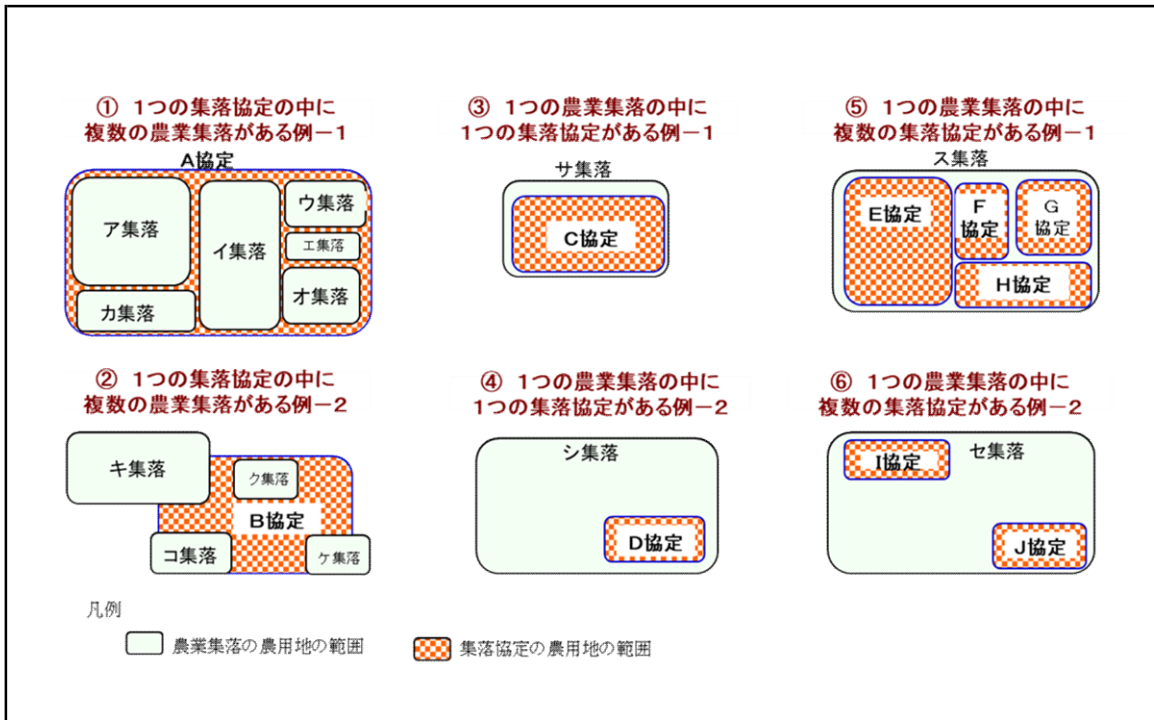 ① 1つの集落協定の中に
複数の農業集落がある例－1
A協定
ア集落
イ集落
ウ集落
エ集落
オ集落
カ集落
③ 1つの農業集落の中に
1つの集落協定がある例－1
サ集落
C協定
⑤ 1つの農業集落の中に
複数の集落協定がある例－1
ス集落
E協定
F
協定
G
協定
H協定
② 1つの集落協定の中に
複数の農業集落がある例－2
キ集落
ク集落
B協定
コ集落
ケ集落
④ 1つの農業集落の中に
1つの集落協定がある例－2
シ集落
D協定
⑥ 1つの農業集落の中に
複数の集落協定がある例－2
I協定
セ集落
J協定
凡例
農業集落の農用地の範囲
集落協定の農用地の範囲